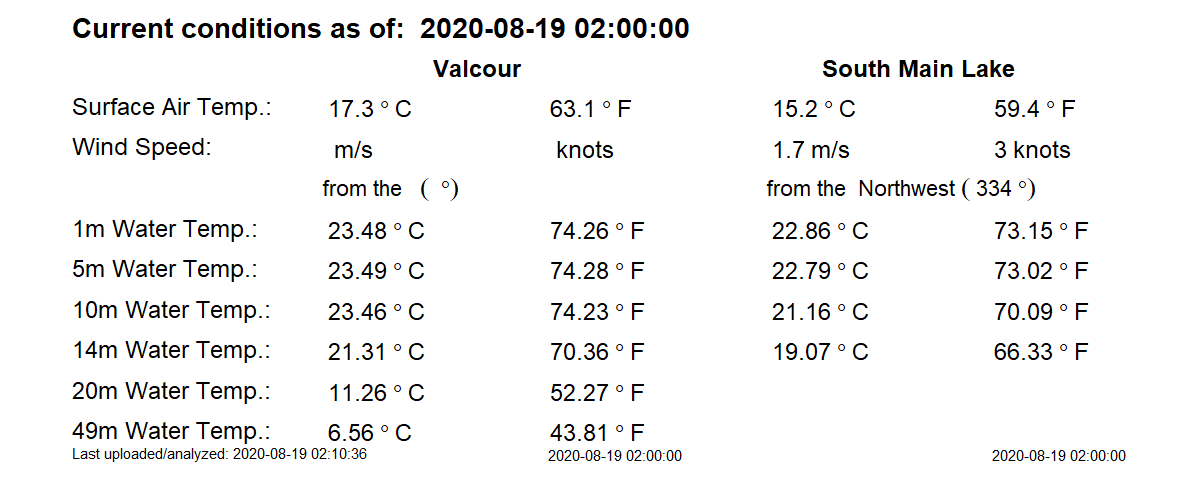 Current conditions as of: 2020-08-19 02:00:00
Valcour South Main Lake
Surface Air Temp.: 17.3 ° C 63.1 ° F 15.2 ° C 59.4 ° F
Wind Speed: m/s knots 1.7 m/s 3 knots
from the ( °) from the Northwest ( 334 °)
1m Water Temp.: 23.48 ° C 74.26 ° F 22.86 ° C 73.15 ° F
5m Water Temp.: 23.49 ° C 74.28 ° F 22.79 ° C 73.02 ° F
10m Water Temp.: 23.46 ° C 74.23 ° F 21.16 ° C 70.09 ° F
14m Water Temp.: 21.31 ° C 70.36 ° F 19.07 ° C 66.33 ° F
20m Water Temp.: 11.26 ° C 52.27 ° F
49m Water Temp.: 6.56 ° C 43.81 ° F
Last uploaded/analyzed: 2020-08-19 02:10:36 2020-08-19 02:00:00 2020-08-19 02:00:00